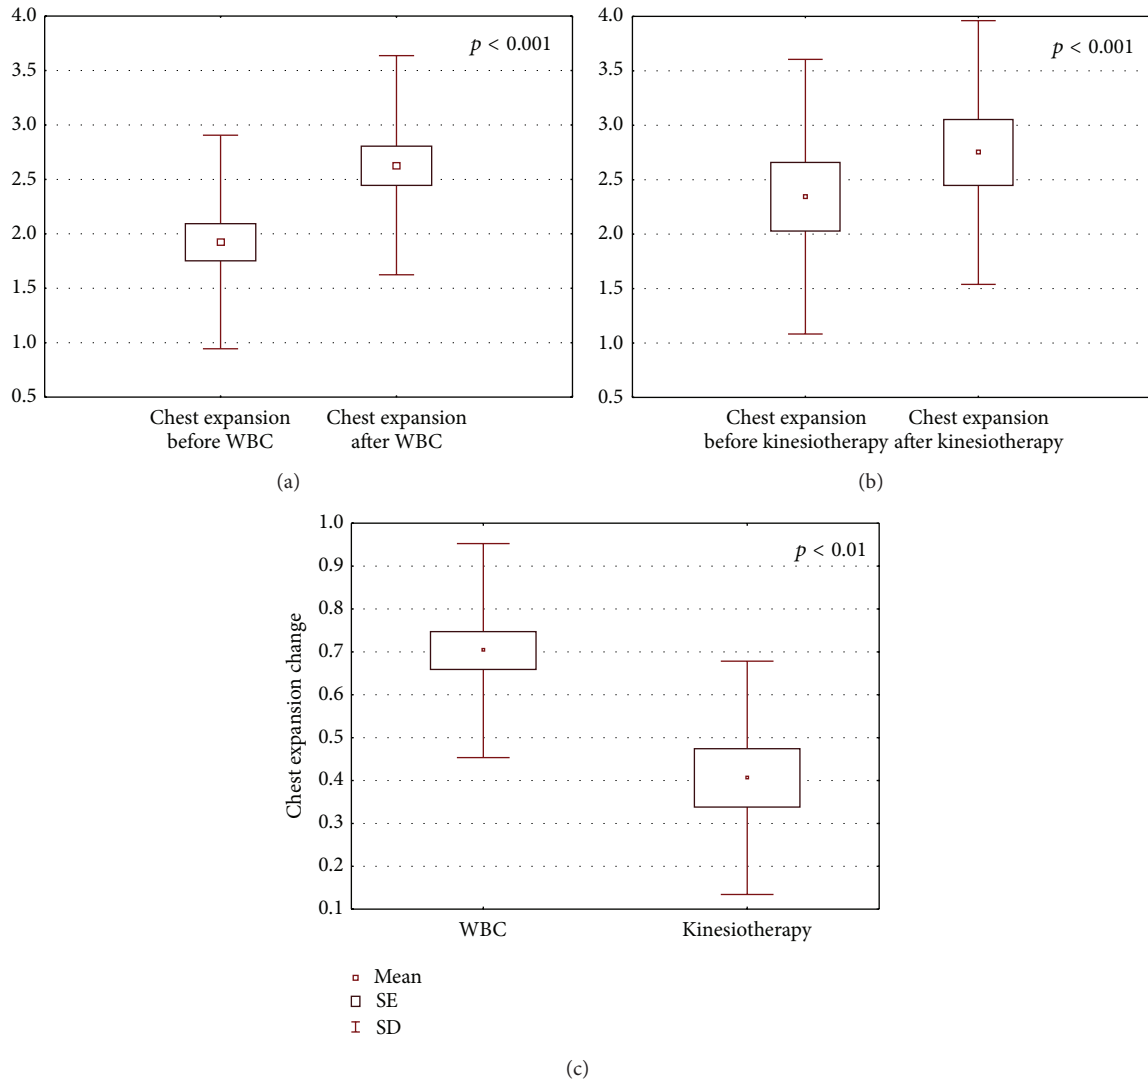 4.0
3.5
3.0
2.5
2.0
1.5
1.0
0.5
p < 0.001
Chest expansion
before WBC
Chest expansion
after WBC
(a)
4.0
3.5
3.0
2.5
2.0
1.5
1.0
0.5
p < 0.001
Chest expansion
before kinesiotherapy
Chest expansion
after kinesiotherapy
(b)
Chest expansion change
1.0
0.9
0.8
0.7
0.6
0.5
0.4
0.3
0.2
0.1
p < 0.01
WBC
Kinesiotherapy
Mean
SE
SD
(c)